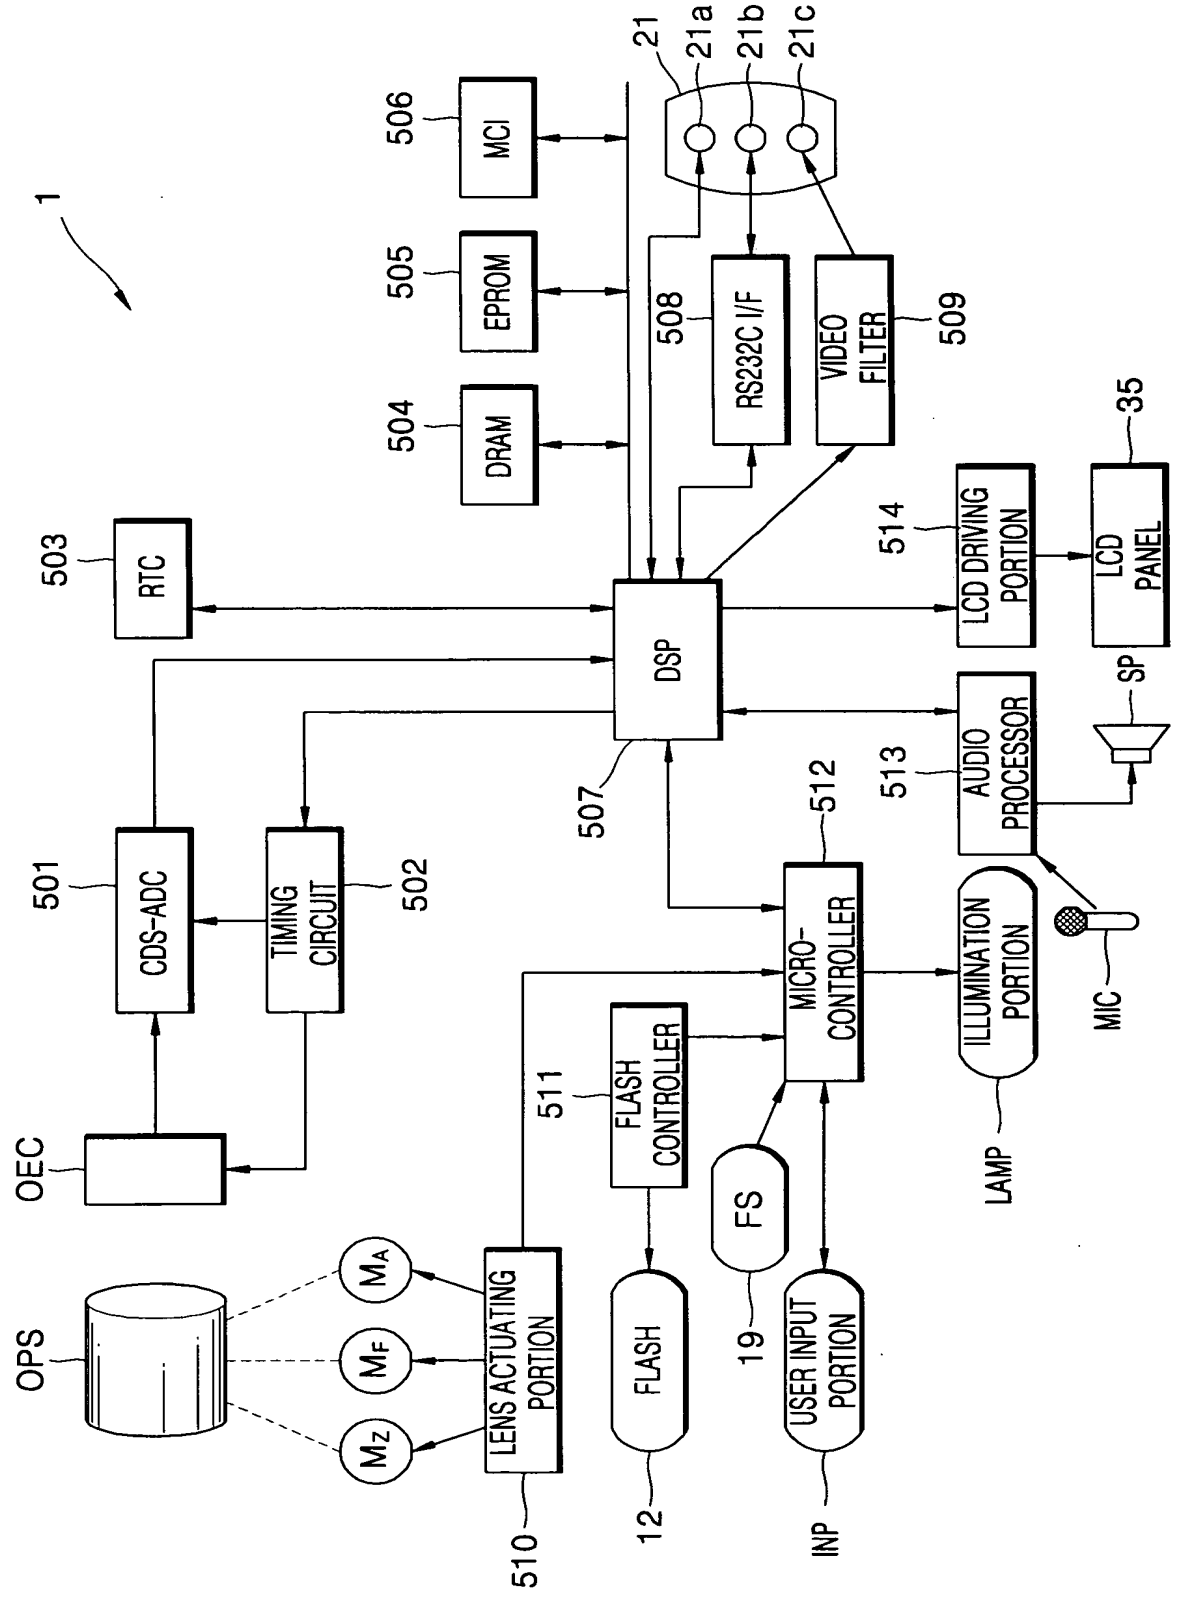 1
OPS
OEC
501
CDS-ADC
503
RTC
MA
MF
MZ
TIMING
CIRCUIT
502
504
DRAM
505
EPROM
506
MCI
LENS ACTUATING
PORTION
510
507
DSP
21
21a
21b
21c
508
RS232C I/F
VIDEO
FILTER
509
511
FLASH
CONTROLLER
FLASH
12
FS
19
512
MICRO-
CONTROLLER
USER INPUT
PORTION
INP
513
AUDIO
PROCESSOR
514
LCD DRIVING
PORTION
35
LCD
PANEL
SP
ILLUMINATION
PORTION
LAMP
MIC